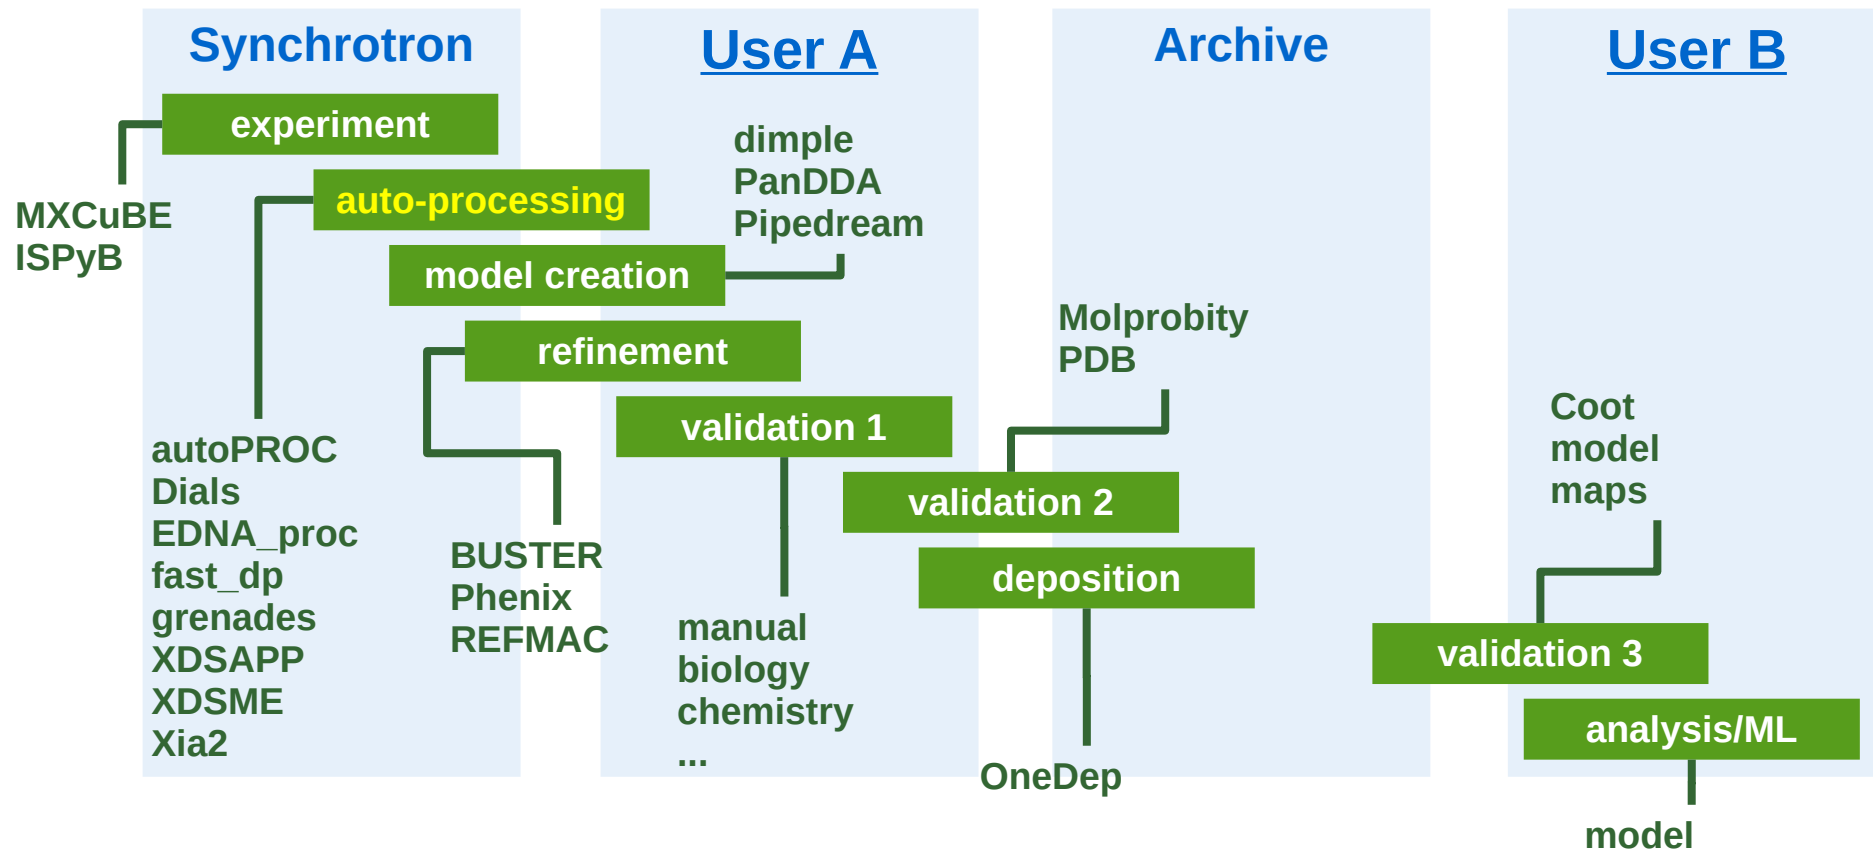 Synchrotron
User A
Archive
User B
experiment
MXCuBE
ISPyB
auto-processing
dimple
PanDDA
Pipedream
model creation
refinement
Molprobity
PDB
validation 1
autoPROC
Dials
EDNA_proc
fast_dp
grenades
XDSAPP
XDSME
Xia2
BUSTER
Phenix
REFMAC
manual
biology
chemistry
...
validation 2
deposition
OneDep
Coot
model
maps
validation 3
analysis/ML
model